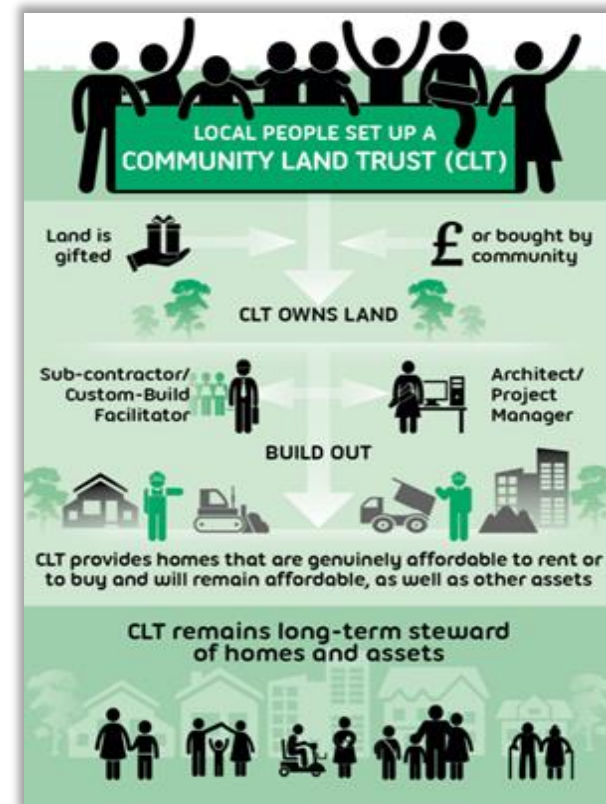 LOCAL PEOPLE SET UP A
COMMUNITY LAND TRUST (CLT)
Land is
gifted
£ or bought by
community
CLT OWNS LAND
Sub-contractor/
Custom-Build
Facilitator
Architect/
Project
Manager
BUILD OUT
CLT provides homes that are genuinely affordable to rent or
to buy and will remain affordable, as well as other assets
CLT remains long-term steward
of homes and assets